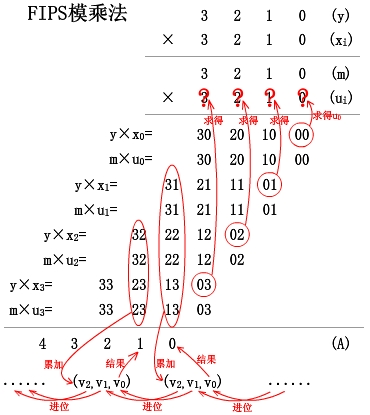 FIPS模乘法
3 2 1 0 (y)
× 3 2 1 0 (xi)
3 2 1 0 (m)
× 3 2 1 0 (ui)
? ? ? ?
求得 求得 求得 求得u0
y×x0= 30 20 10 00
m×u0= 30 20 10 00
y×x1= 31 21 11 01
m×u1= 31 21 11 01
y×x2= 32 22 12 02
m×u2= 32 22 12 02
y×x3= 33 23 13 03
m×u3= 33 23 13 03
4 3 2 1 0 (A)
累加 结果 累加 结果
...... (v2,v1,v0) (v2,v1,v0) ......
进位 进位 进位